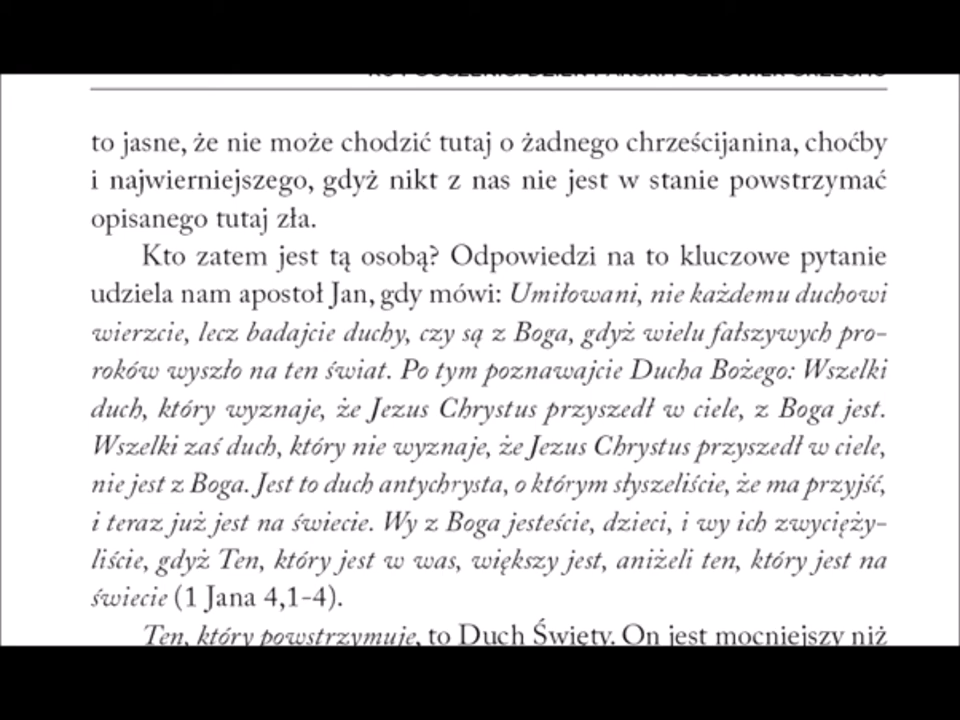 to jasne, że nie może chodzić tutaj o żadnego chrześcijanina, choćby
i najwierniejszego, gdyż nikt z nas nie jest w stanie powstrzymać
opisanego tutaj zła.
Kto zatem jest tą osobą? Odpowiedzi na to kluczowe pytanie
udziela nam apostoł Jan, gdy mówi: Umiłowani, nie każdemu duchowi
wierzcie, lecz badajcie duchy, czy są z Boga, gdyż wielu fałszywych pro-
roków wyszło na ten świat. Po tym poznawajcie Ducha Bożego: Wszelki
duch, który wyznaje, że Jezus Chrystus przyszedł w ciele, z Boga jest.
Wszelki zaś duch, który nie wyznaje, że Jezus Chrystus przyszedł w ciele,
nie jest z Boga. Jest to duch antychrysta, o którym słyszeliście, że ma przyjść,
i teraz już jest na świecie. Wy z Boga jesteście, dzieci, i wy ich zwycięży-
liście, gdyż Ten, który jest w was, większy jest, aniżeli ten, który jest na
świecie (1 Jana 4,1-4).
Ten, który powstrzymuje, to Duch Święty. On jest mocniejszy niż